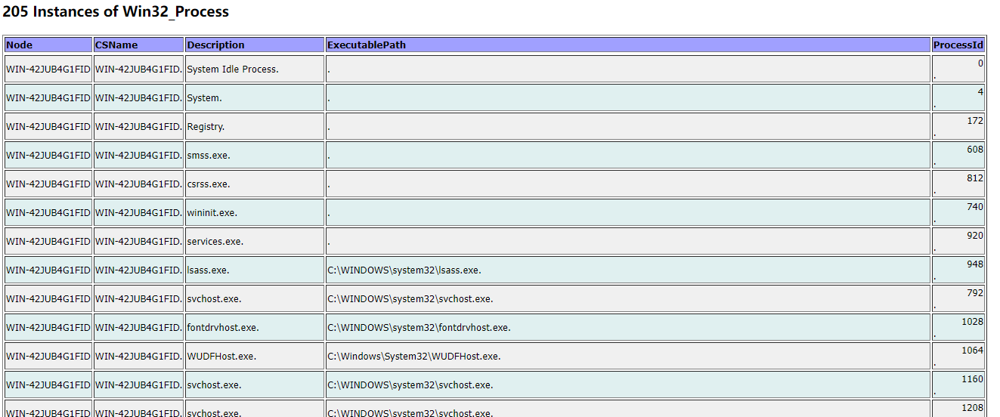 205 Instances of Win32_Process
Node CSName Description ExecutablePath ProcessId
WIN-42JUB4G1FID WIN-42JUB4G1FID. System Idle Process. . 0
.
WIN-42JUB4G1FID WIN-42JUB4G1FID. System. . 4
.
WIN-42JUB4G1FID WIN-42JUB4G1FID. Registry. . 172
.
WIN-42JUB4G1FID WIN-42JUB4G1FID. smss.exe. . 608
.
WIN-42JUB4G1FID WIN-42JUB4G1FID. csrss.exe. . 812
.
WIN-42JUB4G1FID WIN-42JUB4G1FID. wininit.exe. . 740
.
WIN-42JUB4G1FID WIN-42JUB4G1FID. services.exe. . 920
.
WIN-42JUB4G1FID WIN-42JUB4G1FID. lsass.exe. C:\WINDOWS\system32\lsass.exe. 948
.
WIN-42JUB4G1FID WIN-42JUB4G1FID. svchost.exe. C:\WINDOWS\system32\svchost.exe. 792
.
WIN-42JUB4G1FID WIN-42JUB4G1FID. fontdrvhost.exe. C:\WINDOWS\system32\fontdrvhost.exe. 1028
.
WIN-42JUB4G1FID WIN-42JUB4G1FID. WUDFHost.exe. C:\Windows\System32\WUDFHost.exe. 1064
.
WIN-42JUB4G1FID WIN-42JUB4G1FID. svchost.exe. C:\WINDOWS\system32\svchost.exe. 1160
.
WIN-42JUB4G1FID WIN-42JUB4G1FID. svchost.exe. C:\WINDOWS\system32\svchost.exe. 1208